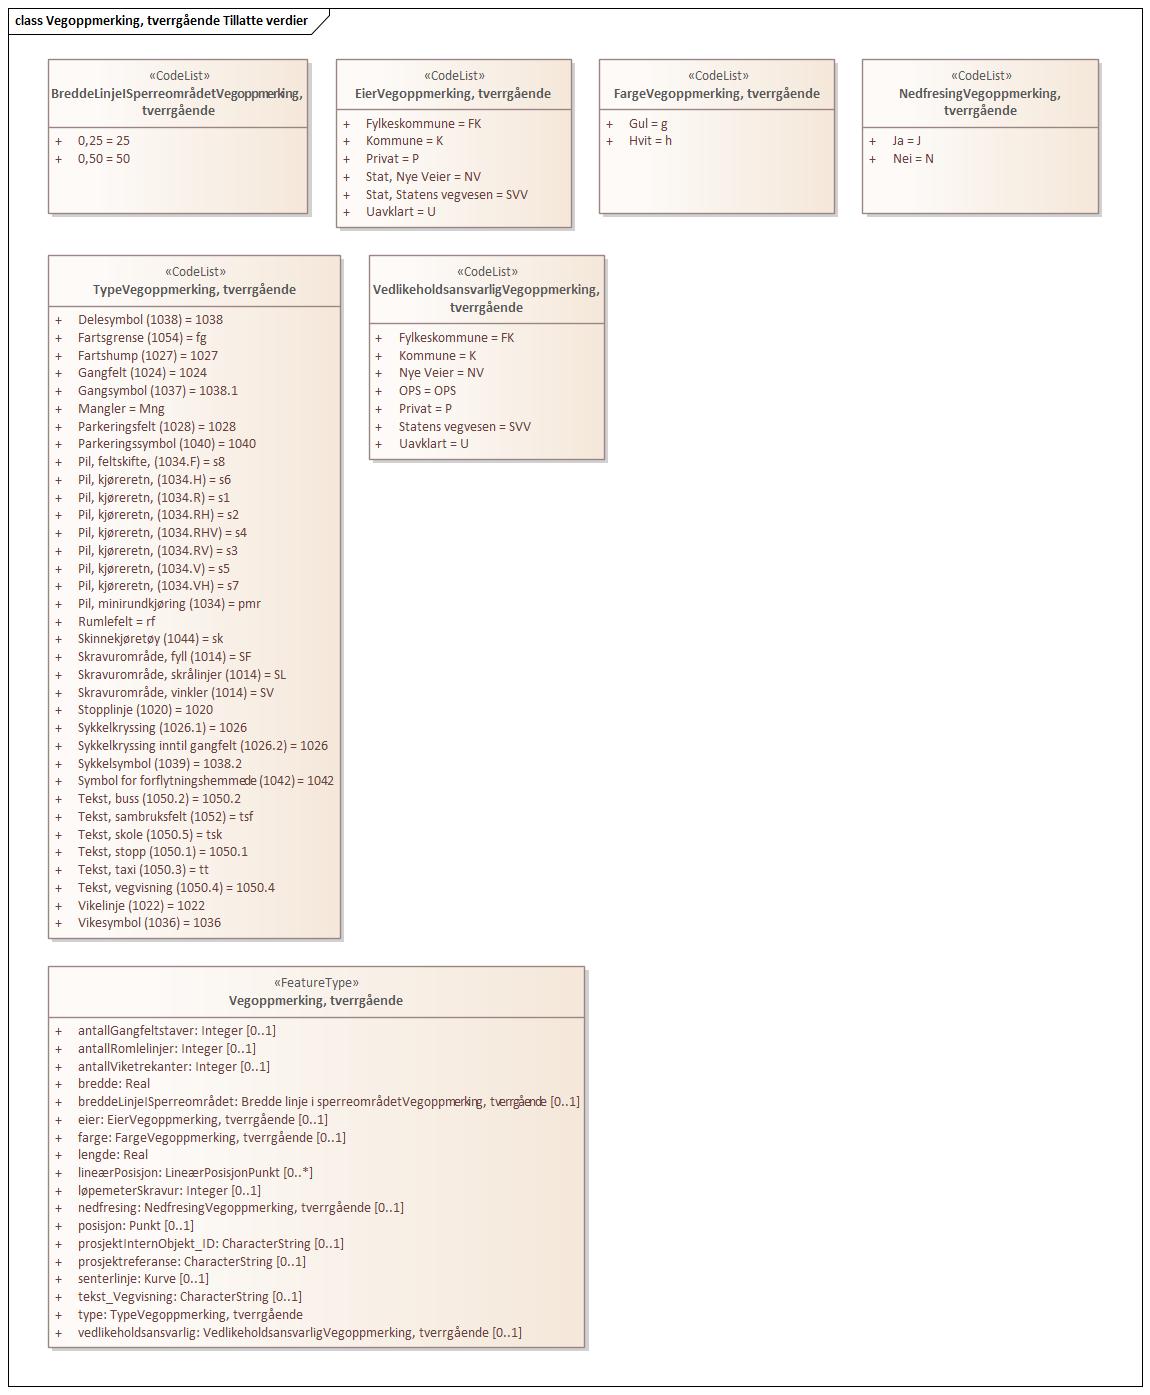 class Vegoppmerking, tverrgående Tillatte verdier
«CodeList»
BreddeLinjeISperreområdetVegoppmerking,
tverrgående
+ 0,25 = 25
+ 0,50 = 50
«CodeList»
EierVegoppmerking, tverrgående
+ Fylkeskommune = FK
+ Kommune = K
+ Privat = P
+ Stat, Nye Veier = NV
+ Stat, Statens vegvesen = SVV
+ Uavklart = U
«CodeList»
FargeVegoppmerking, tverrgående
+ Gul = g
+ Hvit = h
«CodeList»
NedfresingVegoppmerking,
tverrgående
+ Ja = J
+ Nei = N
«CodeList»
TypeVegoppmerking, tverrgående
+ Delesymbol (1038) = 1038
+ Fartsgrense (1054) = fg
+ Fartshump (1027) = 1027
+ Gangfelt (1024) = 1024
+ Gangsymbol (1037) = 1038.1
+ Mangler = Mng
+ Parkeringsfelt (1028) = 1028
+ Parkeringssymbol (1040) = 1040
+ Pil, feltskifte, (1034.F) = s8
+ Pil, kjøreretn, (1034.H) = s6
+ Pil, kjøreretn, (1034.R) = s1
+ Pil, kjøreretn, (1034.RH) = s2
+ Pil, kjøreretn, (1034.RHV) = s4
+ Pil, kjøreretn, (1034.RV) = s3
+ Pil, kjøreretn, (1034.V) = s5
+ Pil, kjøreretn, (1034.VH) = s7
+ Pil, minirundkjøring (1034) = pmr
+ Rumlefelt = rf
+ Skinnekjøretøy (1044) = sk
+ Skravurområde, fyll (1014) = SF
+ Skravurområde, skrålinjer (1014) = SL
+ Skravurområde, vinkler (1014) = SV
+ Stopplinje (1020) = 1020
+ Sykkelkryssing (1026.1) = 1026
+ Sykkelkryssing inntil gangfelt (1026.2) = 1026
+ Sykkelsymbol (1039) = 1038.2
+ Symbol for forflytningshemmede (1042) = 1042
+ Tekst, buss (1050.2) = 1050.2
+ Tekst, sambruksfelt (1052) = tsf
+ Tekst, skole (1050.5) = tsk
+ Tekst, stopp (1050.1) = 1050.1
+ Tekst, taxi (1050.3) = tt
+ Tekst, vegvisning (1050.4) = 1050.4
+ Vikelinje (1022) = 1022
+ Vikesymbol (1036) = 1036
«CodeList»
VedlikeholdsansvarligVegoppmerking,
tverrgående
+ Fylkeskommune = FK
+ Kommune = K
+ Nye Veier = NV
+ OPS = OPS
+ Privat = P
+ Statens vegvesen = SVV
+ Uavklart = U
«FeatureType»
Vegoppmerking, tverrgående
+ antallGangfeltstaver: Integer [0..1]
+ antallRomlelinjer: Integer [0..1]
+ antallViketrekanter: Integer [0..1]
+ bredde: Real
+ breddeLinjeISperreområdet: Bredde linje i sperreområdetVegoppmerking, tverrgående [0..1]
+ eier: EierVegoppmerking, tverrgående [0..1]
+ farge: FargeVegoppmerking, tverrgående [0..1]
+ lengde: Real
+ lineærPosisjon: LineærPosisjonPunkt [0..*]
+ løpemeterSkravur: Integer [0..1]
+ nedfresing: NedfresingVegoppmerking, tverrgående [0..1]
+ posisjon: Punkt [0..1]
+ prosjektInternObjekt_ID: CharacterString [0..1]
+ prosjektreferanse: CharacterString [0..1]
+ senterlinje: Kurve [0..1]
+ tekst_Vegvisning: CharacterString [0..1]
+ type: TypeVegoppmerking, tverrgående
+ vedlikeholdsansvarlig: VedlikeholdsansvarligVegoppmerking, tverrgående [0..1]